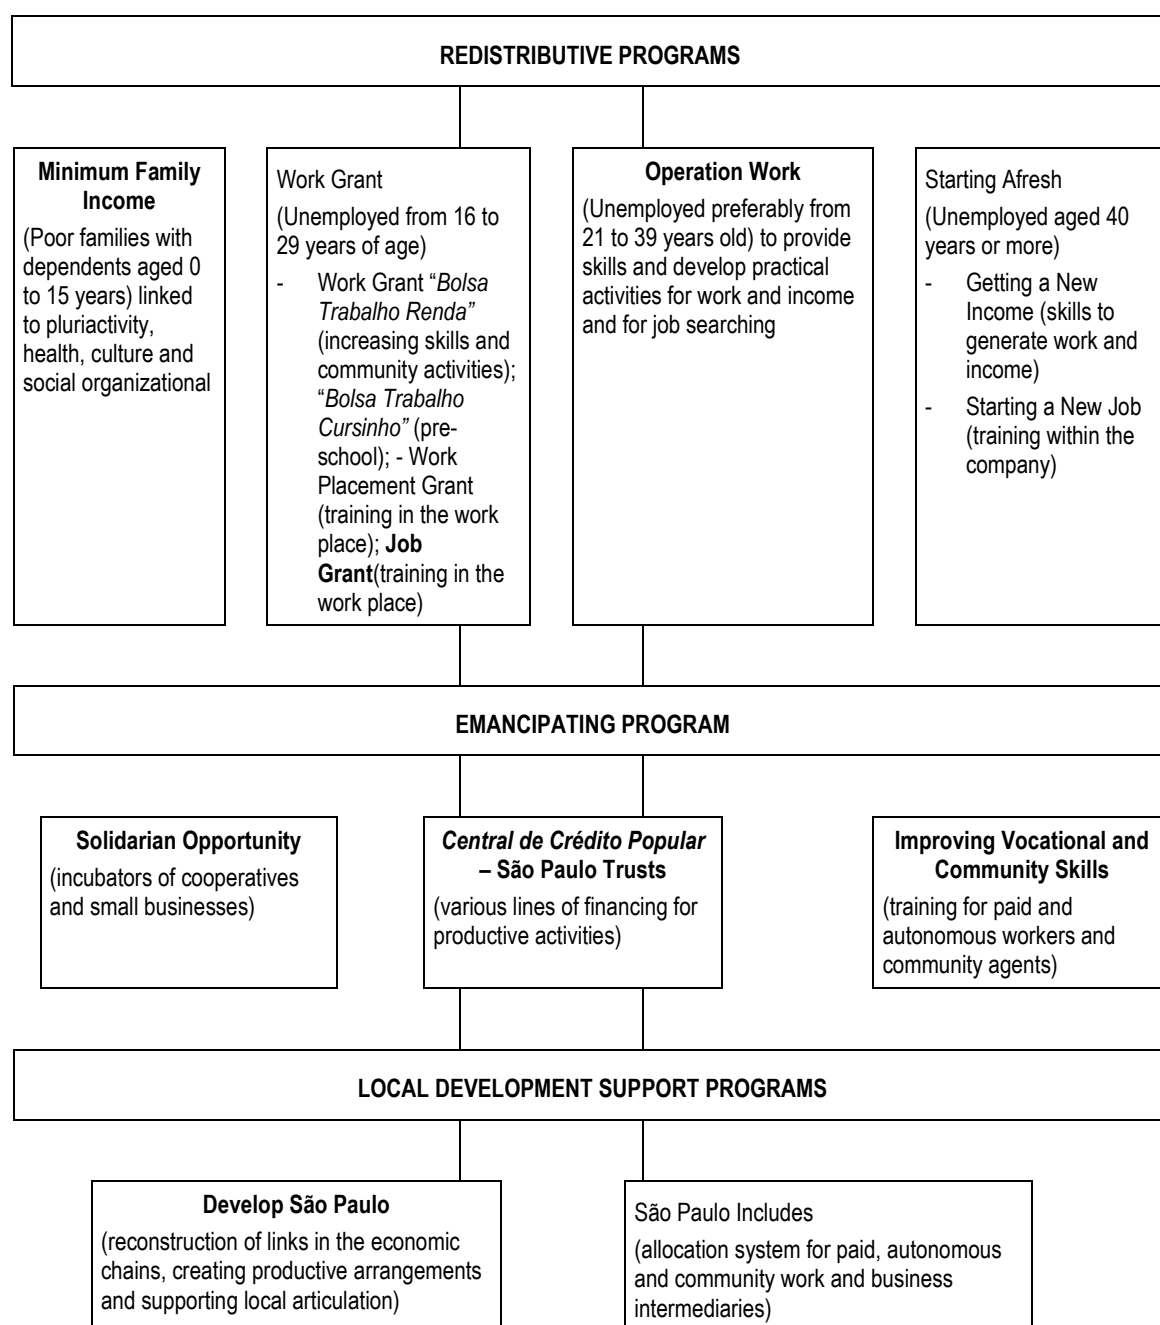 REDISTRIBUTIVE PROGRAMS
Minimum Family
Income
(Poor families with
dependents aged 0
to 15 years) linked
to pluriactivity,
health, culture and
social organizational
Work Grant
(Unemployed from 16 to
29 years of age)
- Work Grant “Bolsa
Trabalho Renda”
(increasing skills and
community activities);
“Bolsa Trabalho
Cursinho” (pre-
school); - Work
Placement Grant
(training in the work
place); Job
Grant(training in the
work place)
Operation Work
(Unemployed preferably from
21 to 39 years old) to provide
skills and develop practical
activities for work and income
and for job searching
Starting Afresh
(Unemployed aged 40
years or more)
- Getting a New
Income (skills to
generate work and
income)
- Starting a New Job
(training within the
company)
EMANCIPATING PROGRAM
Solidarian Opportunity
(incubators of cooperatives
and small businesses)
Central de Crédito Popular
– São Paulo Trusts
(various lines of financing for
productive activities)
Improving Vocational and
Community Skills
(training for paid and
autonomous workers and
community agents)
LOCAL DEVELOPMENT SUPPORT PROGRAMS
Develop São Paulo
(reconstruction of links in the economic
chains, creating productive arrangements
and supporting local articulation)
São Paulo Includes
(allocation system for paid, autonomous
and community work and business
intermediaries)